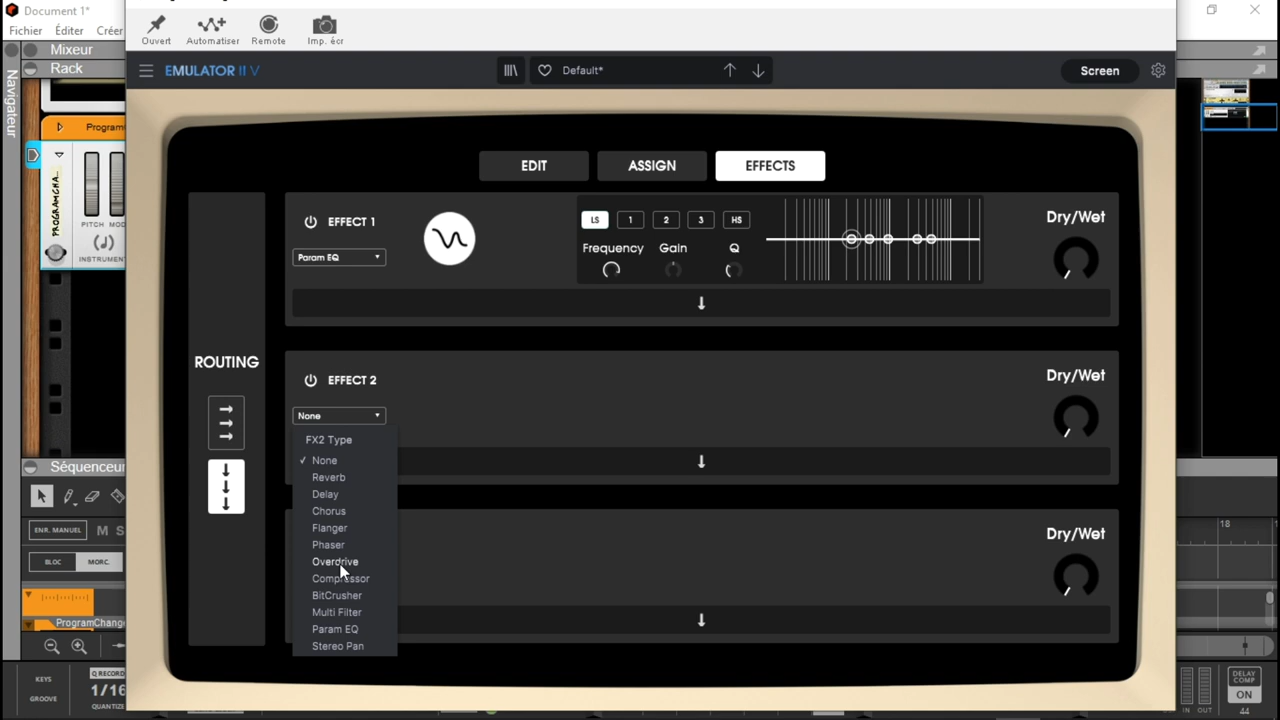 Document 1*
Fichier Éditer Créer
Mixeur
Rack
Navigateur
Ouvert Automatiser Remote Imp. écr
EMULATOR II V
Default*
Screen
Program
PROGRAMCHA...
PITCH MOD
INSTRUMENT
EDIT ASSIGN EFFECTS
EFFECT 1
Param EQ
LS 1 2 3 HS
Frequency Gain Q
Dry/Wet
ROUTING
EFFECT 2
None
Dry/Wet
FX2 Type
✓ None
Reverb
Delay
Chorus
Flanger
Phaser
Overdrive
Compressor
BitCrusher
Multi Filter
Param EQ
Stereo Pan
Dry/Wet
Séquenceur
ENR. MANUEL M S
BLOC MORC.
ProgramChange
18
KEYS
GROOVE
Q RECORD
1/16
QUANTIZE
IN OUT
DELAY
COMP
ON
44